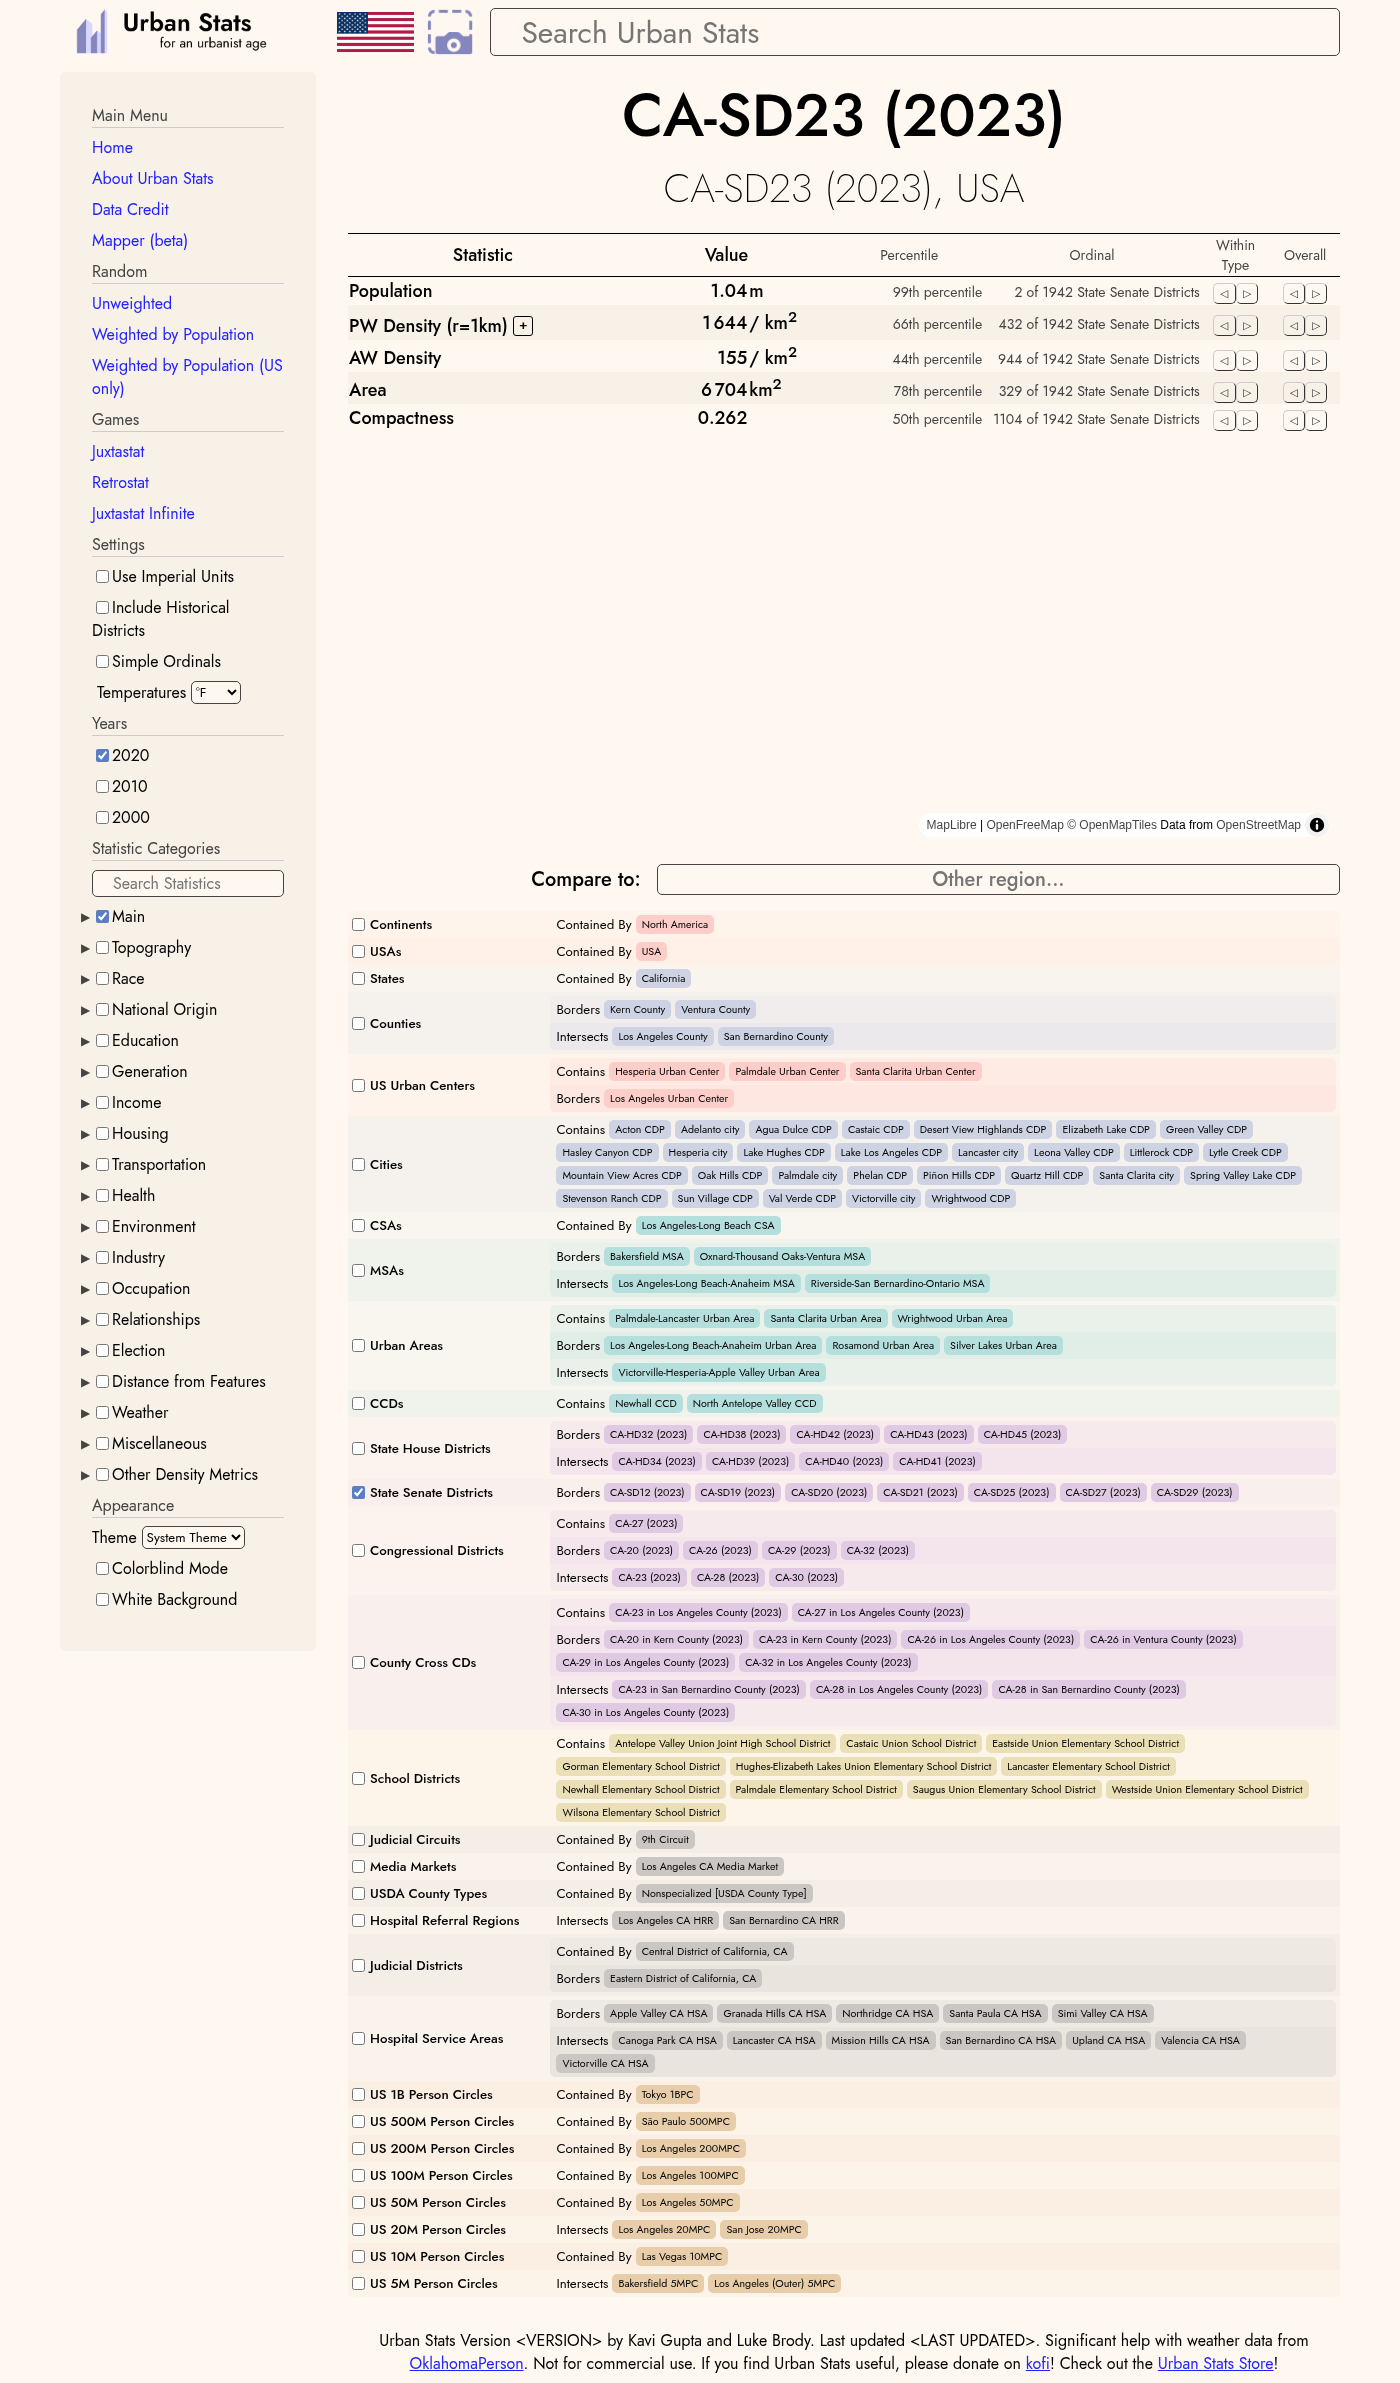 Urban Stats
for an urbanist age
Search Urban Stats
Main Menu
Home
About Urban Stats
Data Credit
Mapper (beta)
Random
Unweighted
Weighted by Population
Weighted by Population (US
only)
Games
Juxtastat
Retrostat
Juxtastat Infinite
Settings
Use Imperial Units
Include Historical
Districts
Simple Ordinals
Temperatures °F
Years
2020
2010
2000
Statistic Categories
Search Statistics
Main
Topography
Race
National Origin
Education
Generation
Income
Housing
Transportation
Health
Environment
Industry
Occupation
Relationships
Election
Distance from Features
Weather
Miscellaneous
Other Density Metrics
Appearance
Theme System Theme
Colorblind Mode
White Background
CA-SD23 (2023)
CA-SD23 (2023), USA
Statistic Value Percentile Ordinal Within Type Overall
Population 1.04 m 99th percentile 2 of 1942 State Senate Districts
PW Density (r=1km) + 1 644 / km2 66th percentile 432 of 1942 State Senate Districts
AW Density 155 / km2 44th percentile 944 of 1942 State Senate Districts
Area 6 704 km2 78th percentile 329 of 1942 State Senate Districts
Compactness 0.262 50th percentile 1104 of 1942 State Senate Districts
MapLibre | OpenFreeMap © OpenMapTiles Data from OpenStreetMap
Compare to: Other region...
Continents Contained By North America
USAs Contained By USA
States Contained By California
Counties
Borders Kern County Ventura County
Intersects Los Angeles County San Bernardino County
US Urban Centers
Contains Hesperia Urban Center Palmdale Urban Center Santa Clarita Urban Center
Borders Los Angeles Urban Center
Cities
Contains Acton CDP Adelanto city Agua Dulce CDP Castaic CDP Desert View Highlands CDP Elizabeth Lake CDP Green Valley CDP
Hasley Canyon CDP Hesperia city Lake Hughes CDP Lake Los Angeles CDP Lancaster city Leona Valley CDP Littlerock CDP Lytle Creek CDP
Mountain View Acres CDP Oak Hills CDP Palmdale city Phelan CDP Piñon Hills CDP Quartz Hill CDP Santa Clarita city Spring Valley Lake CDP
Stevenson Ranch CDP Sun Village CDP Val Verde CDP Victorville city Wrightwood CDP
CSAs Contained By Los Angeles-Long Beach CSA
MSAs
Borders Bakersfield MSA Oxnard-Thousand Oaks-Ventura MSA
Intersects Los Angeles-Long Beach-Anaheim MSA Riverside-San Bernardino-Ontario MSA
Urban Areas
Contains Palmdale-Lancaster Urban Area Santa Clarita Urban Area Wrightwood Urban Area
Borders Los Angeles-Long Beach-Anaheim Urban Area Rosamond Urban Area Silver Lakes Urban Area
Intersects Victorville-Hesperia-Apple Valley Urban Area
CCDs Contains Newhall CCD North Antelope Valley CCD
State House Districts
Borders CA-HD32 (2023) CA-HD38 (2023) CA-HD42 (2023) CA-HD43 (2023) CA-HD45 (2023)
Intersects CA-HD34 (2023) CA-HD39 (2023) CA-HD40 (2023) CA-HD41 (2023)
State Senate Districts Borders CA-SD12 (2023) CA-SD19 (2023) CA-SD20 (2023) CA-SD21 (2023) CA-SD25 (2023) CA-SD27 (2023) CA-SD29 (2023)
Congressional Districts
Contains CA-27 (2023)
Borders CA-20 (2023) CA-26 (2023) CA-29 (2023) CA-32 (2023)
Intersects CA-23 (2023) CA-28 (2023) CA-30 (2023)
County Cross CDs
Contains CA-23 in Los Angeles County (2023) CA-27 in Los Angeles County (2023)
Borders CA-20 in Kern County (2023) CA-23 in Kern County (2023) CA-26 in Los Angeles County (2023) CA-26 in Ventura County (2023)
CA-29 in Los Angeles County (2023) CA-32 in Los Angeles County (2023)
Intersects CA-23 in San Bernardino County (2023) CA-28 in Los Angeles County (2023) CA-28 in San Bernardino County (2023)
CA-30 in Los Angeles County (2023)
School Districts
Contains Antelope Valley Union Joint High School District Castaic Union School District Eastside Union Elementary School District
Gorman Elementary School District Hughes-Elizabeth Lakes Union Elementary School District Lancaster Elementary School District
Newhall Elementary School District Palmdale Elementary School District Saugus Union Elementary School District Westside Union Elementary School District
Wilsona Elementary School District
Judicial Circuits Contained By 9th Circuit
Media Markets Contained By Los Angeles CA Media Market
USDA County Types Contained By Nonspecialized [USDA County Type]
Hospital Referral Regions Intersects Los Angeles CA HRR San Bernardino CA HRR
Judicial Districts
Contained By Central District of California, CA
Borders Eastern District of California, CA
Hospital Service Areas
Borders Apple Valley CA HSA Granada Hills CA HSA Northridge CA HSA Santa Paula CA HSA Simi Valley CA HSA
Intersects Canoga Park CA HSA Lancaster CA HSA Mission Hills CA HSA San Bernardino CA HSA Upland CA HSA Valencia CA HSA
Victorville CA HSA
US 1B Person Circles Contained By Tokyo 1BPC
US 500M Person Circles Contained By São Paulo 500MPC
US 200M Person Circles Contained By Los Angeles 200MPC
US 100M Person Circles Contained By Los Angeles 100MPC
US 50M Person Circles Contained By Los Angeles 50MPC
US 20M Person Circles Intersects Los Angeles 20MPC San Jose 20MPC
US 10M Person Circles Contained By Las Vegas 10MPC
US 5M Person Circles Intersects Bakersfield 5MPC Los Angeles (Outer) 5MPC
Urban Stats Version <VERSION> by Kavi Gupta and Luke Brody. Last updated <LAST UPDATED>. Significant help with weather data from
OklahomaPerson. Not for commercial use. If you find Urban Stats useful, please donate on kofi! Check out the Urban Stats Store!